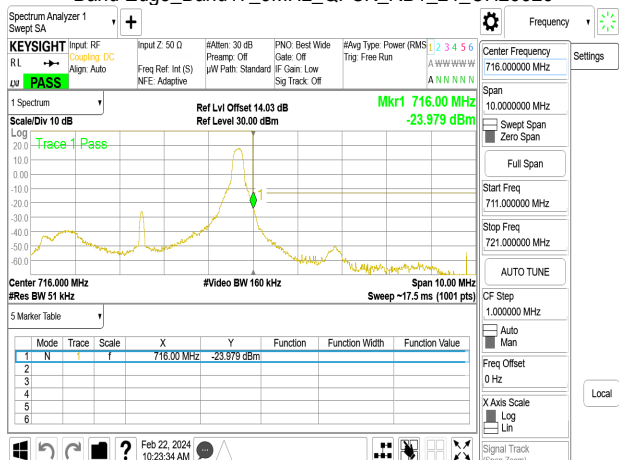 Spectrum Analyzer 1
Swept SA
Frequency
KEYSIGHT
Input: RF
Coupling: DC
Align: Auto
Input Z: 50 Ω
Freq Ref: Int (S)
NFE: Adaptive
#Atten: 30 dB
Preamp: Off
µW Path: Standard
PNO: Best Wide
Gate: Off
IF Gain: Low
Sig Track: Off
#Avg Type: Power (RMS
Trig: Free Run
1 2 3 4 5 6
A W W W W W
A N N N N N
RL
LXI
PASS
1 Spectrum
Scale/Div 10 dB
Ref Lvl Offset 14.03 dB
Ref Level 30.00 dBm
Mkr1 716.00 MHz
-23.979 dBm
Log
Trace 1 Pass
20.0
10.0
0.00
-10.0
-20.0
-30.0
-40.0
-50.0
-60.0
1
Center 716.000 MHz
#Video BW 160 kHz
Span 10.00 MHz
#Res BW 51 kHz
Sweep ~17.5 ms (1001 pts)
5 Marker Table
Mode Trace Scale X Y Function Function Width Function Value
1 N 1 f 716.00 MHz -23.979 dBm
2
3
4
5
6
Feb 22, 2024
10:23:34 AM
?
Center Frequency
716.000000 MHz
Span
10.0000000 MHz
Swept Span
Zero Span
Full Span
Start Freq
711.000000 MHz
Stop Freq
721.000000 MHz
AUTO TUNE
CF Step
1.000000 MHz
Auto
Man
Freq Offset
0 Hz
X Axis Scale
Log
Lin
Signal Track
Settings
Local